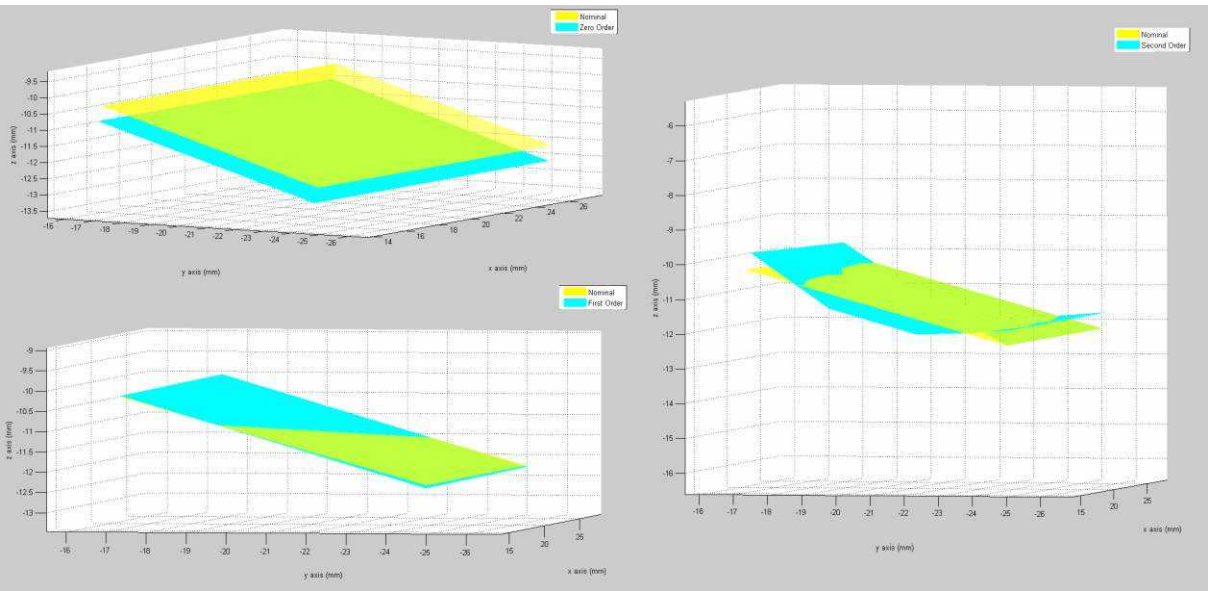 Nominal
Zero Order
-9.5
-10
-10.5
-11
-11.5
-12
-12.5
-13
-13.5
z axis (mm)
-16 -17 -18 -19 -20 -21 -22 -23 -24 -25 -26
14 16 18 20 22 24 26
y axis (mm)
x axis (mm)
Nominal
First Order
-9
-9.5
-10
-10.5
-11
-11.5
-12
-12.5
-13
z axis (mm)
-16 -17 -18 -19 -20 -21 -22 -23 -24 -25 -26
15 20 25
y axis (mm)
x axis (mm)
Nominal
Second Order
-6
-7
-8
-9
-10
-11
-12
-13
-14
-15
-16
z axis (mm)
-16 -17 -18 -19 -20 -21 -22 -23 -24 -25 -26
15 20 25
y axis (mm)
x axis (mm)